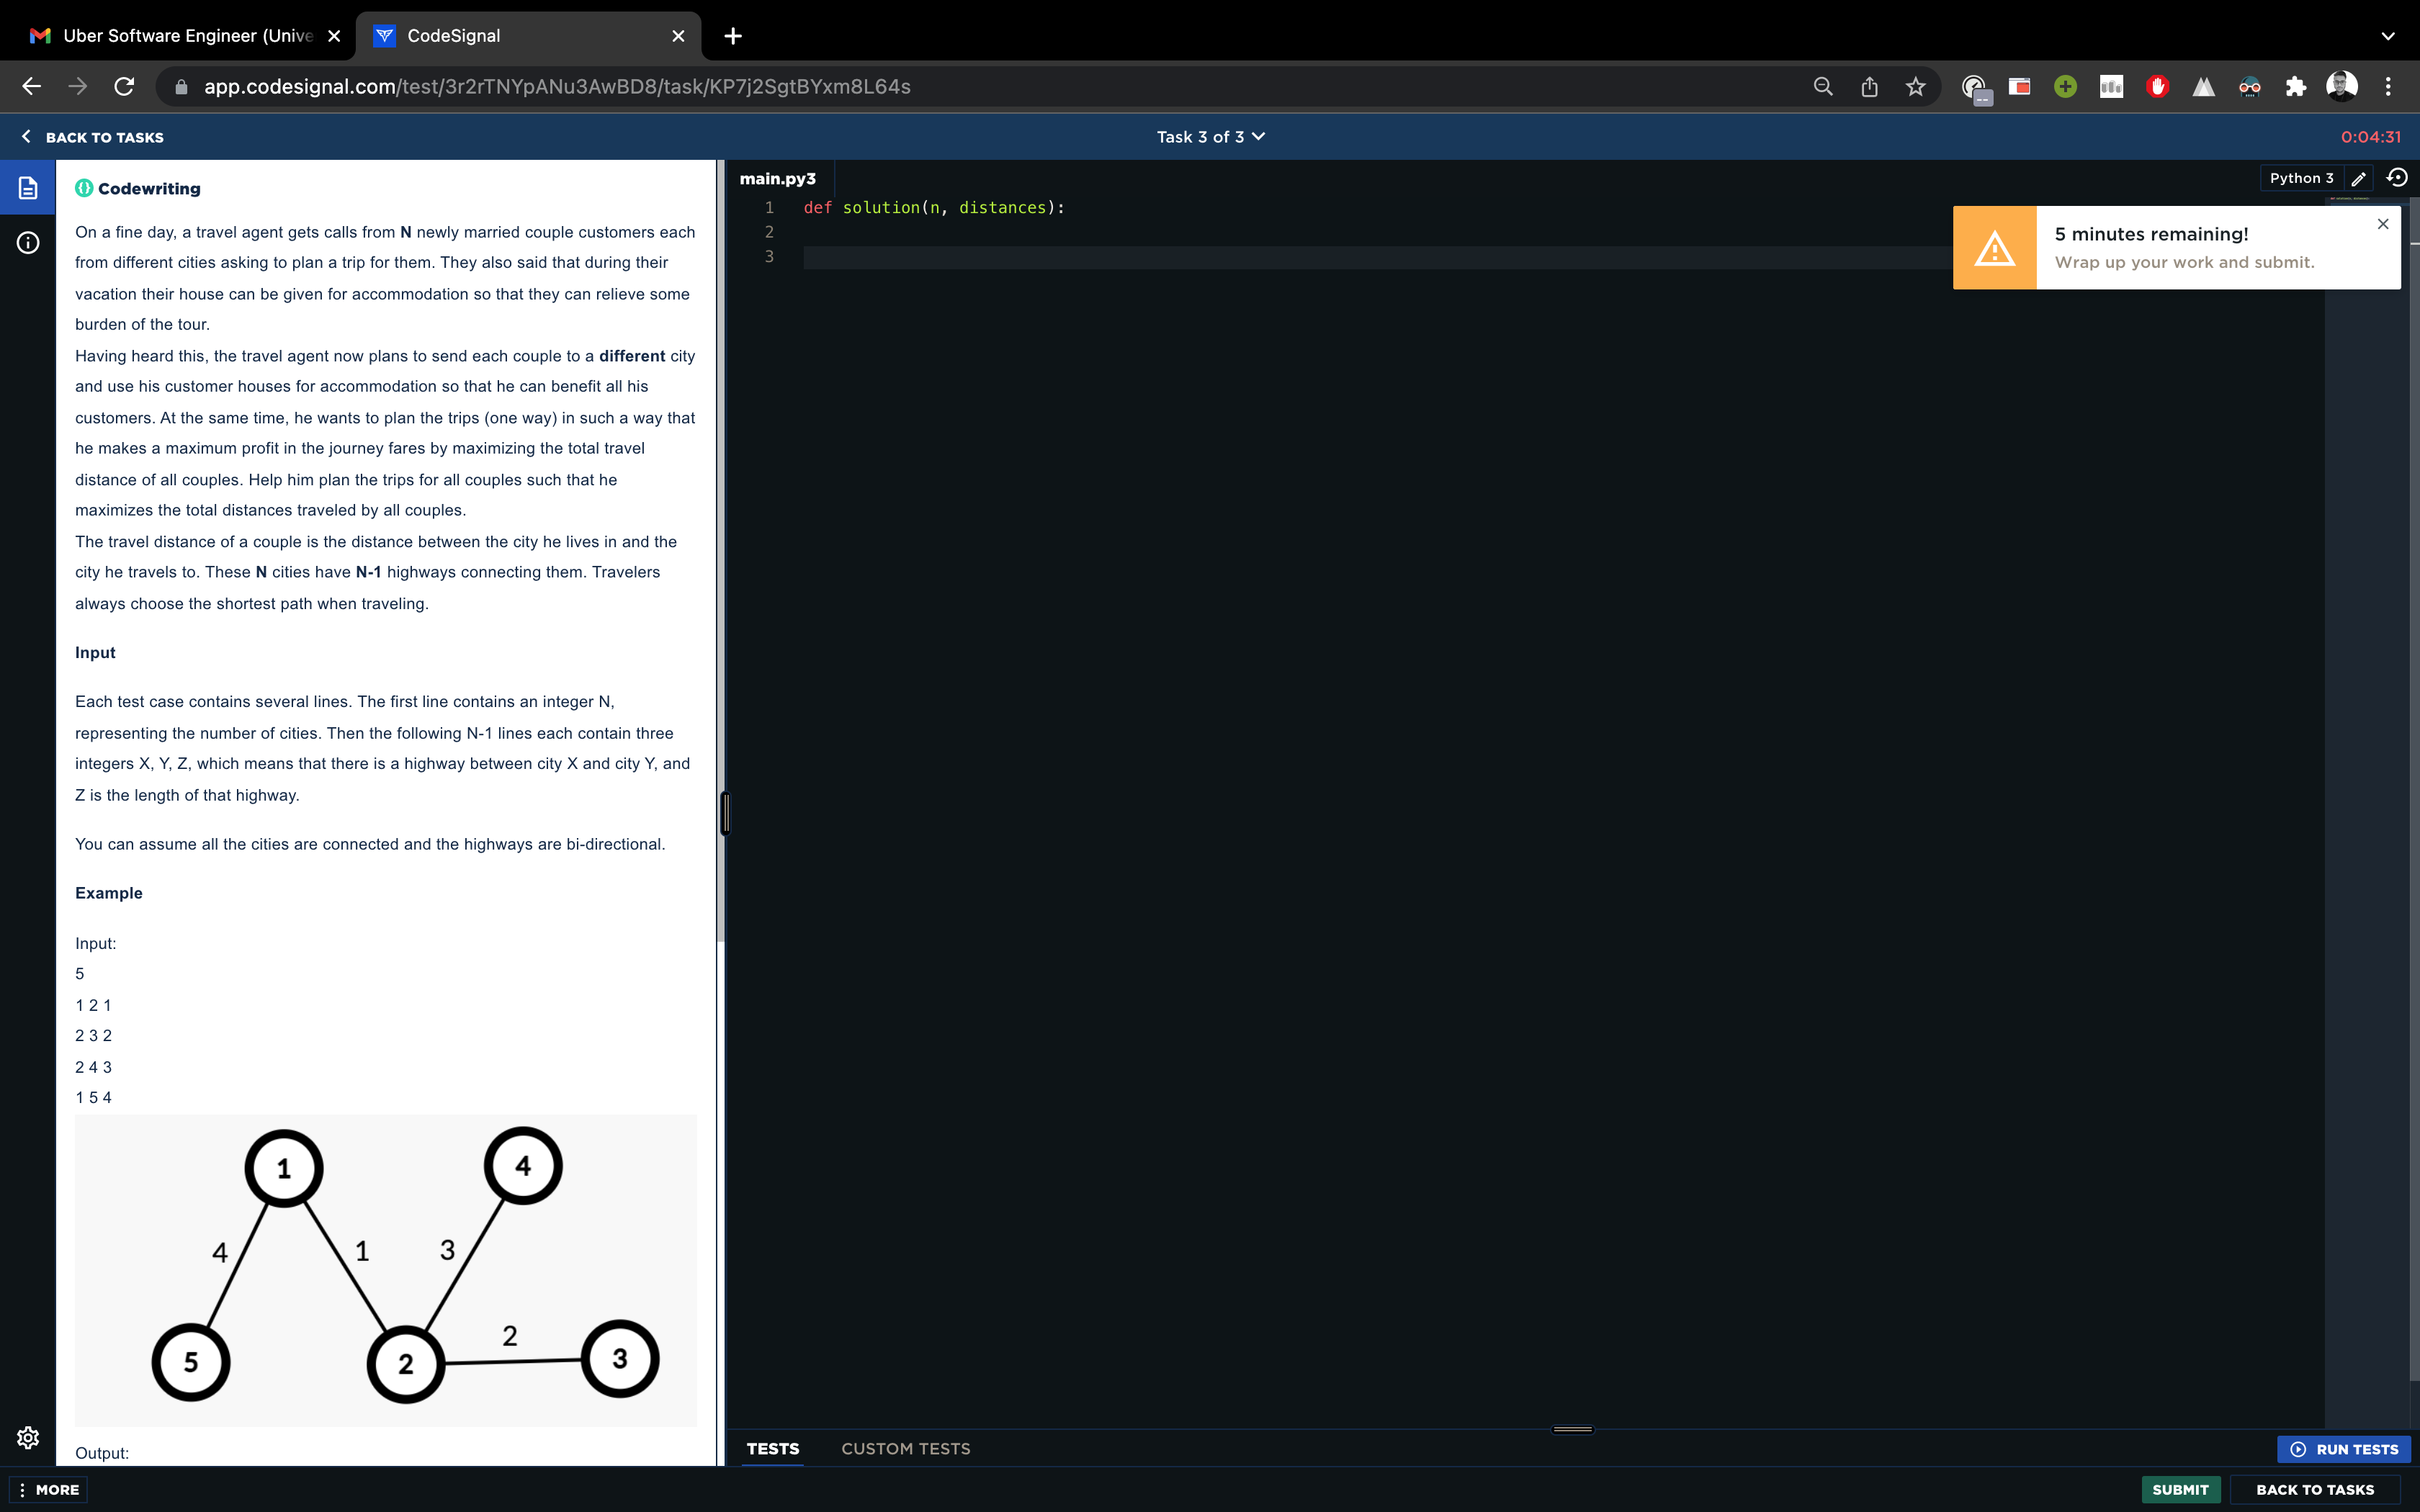 Uber Software Engineer (Unive
CodeSignal
app.codesignal.com/test/3r2rTNYpANu3AwBD8/task/KP7j2SgtBYxm8L64s
BACK TO TASKS
Task 3 of 3
0:04:31
Codewriting
On a fine day, a travel agent gets calls from N newly married couple customers each
from different cities asking to plan a trip for them. They also said that during their
vacation their house can be given for accommodation so that they can relieve some
burden of the tour.
Having heard this, the travel agent now plans to send each couple to a different city
and use his customer houses for accommodation so that he can benefit all his
customers. At the same time, he wants to plan the trips (one way) in such a way that
he makes a maximum profit in the journey fares by maximizing the total travel
distance of all couples. Help him plan the trips for all couples such that he
maximizes the total distances traveled by all couples.
The travel distance of a couple is the distance between the city he lives in and the
city he travels to. These N cities have N-1 highways connecting them. Travelers
always choose the shortest path when traveling.
Input
Each test case contains several lines. The first line contains an integer N,
representing the number of cities. Then the following N-1 lines each contain three
integers X, Y, Z, which means that there is a highway between city X and city Y, and
Z is the length of that highway.
You can assume all the cities are connected and the highways are bi-directional.
Example
Input:
5
1 2 1
2 3 2
2 4 3
1 5 4
1
4
4
1
3
2
5
2
3
Output:
main.py3
Python 3
1 def solution(n, distances):
2
3
5 minutes remaining!
Wrap up your work and submit.
TESTS
CUSTOM TESTS
RUN TESTS
MORE
SUBMIT
BACK TO TASKS